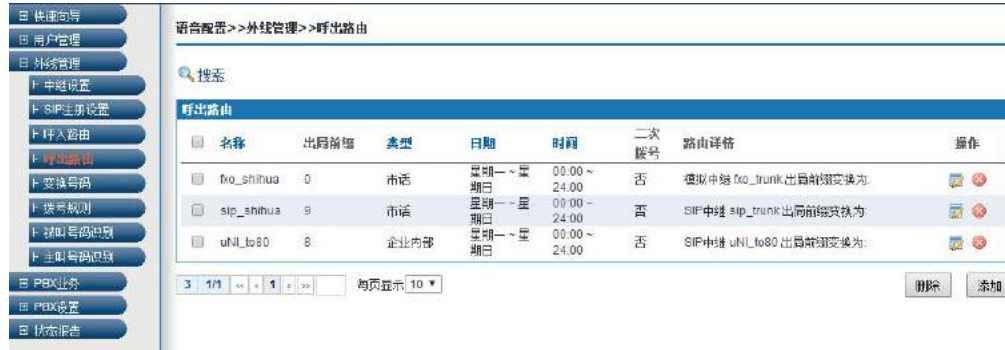 快速向导
用户管理
外线管理
中继设置
SIP注册设置
呼入路由
呼出路由
变换号码
拨号规则
被叫号码识别
主叫号码识别
PBX业务
PBX设置
状态报告
语音配置>>外线管理>>呼出路由
搜索
呼出路由
名称 出局前缀 类型 日期 时间 二次拨号 路由详情 操作
fxo_shihua 0 市话 星期一 ~ 星期日 00:00 ~ 24:00 否 模拟中继 fxo_trunk 出局前缀变换为:
sip_shihua 9 市话 星期一 ~ 星期日 00:00 ~ 24:00 否 SIP中继 sip_trunk 出局前缀变换为:
uNI_to80 8 企业内部 星期一 ~ 星期日 00:00 ~ 24:00 否 SIP中继 uNI_to80 出局前缀变换为:
3 1/1 « ‹ 1 › » 每页显示 10
删除 添加